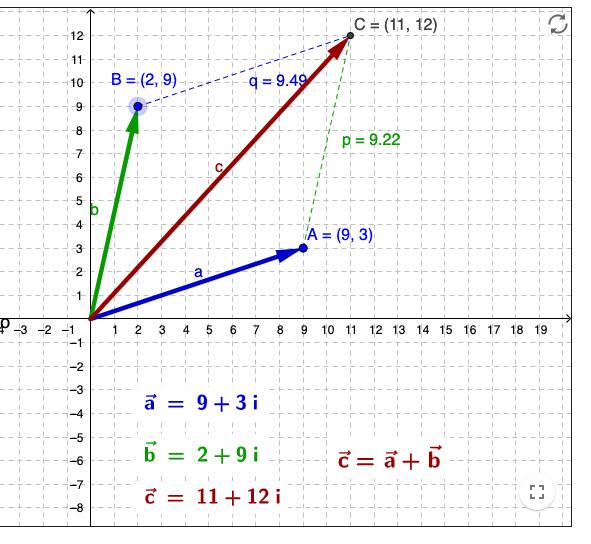 C = (11, 12)
12
11
B = (2, 9)
q = 9.49
10
9
8
p = 9.22
7
c
6
5
b
4
A = (9, 3)
3
a
2
1
–3 –2 –1 1 2 3 4 5 6 7 8 9 10 11 12 13 14 15 16 17 18 19
–1
–2
–3
a⃗ = 9 + 3 i
–4
–5
b⃗ = 2 + 9 i
c⃗ = a⃗ + b⃗
–6
–7
c⃗ = 11 + 12 i
–8